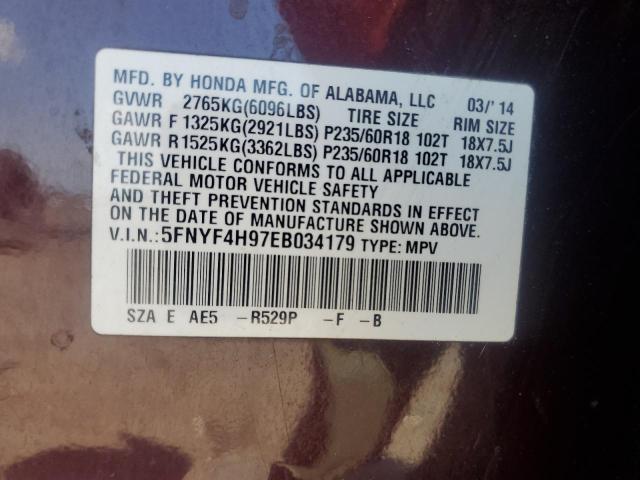 MFD. BY HONDA MFG. OF ALABAMA, LLC 03/'14
GVWR 2765KG(6096LBS) TIRE SIZE RIM SIZE
GAWR F 1325KG(2921LBS) P235/60R18 102T 18X7.5J
GAWR R 1525KG(3362LBS) P235/60R18 102T 18X7.5J
THIS VEHICLE CONFORMS TO ALL APPLICABLE
FEDERAL MOTOR VEHICLE SAFETY
AND THEFT PREVENTION STANDARDS IN EFFECT
ON THE DATE OF MANUFACTURE SHOWN ABOVE.
V.I.N.:5FNYF4H97EB034179 TYPE: MPV
SZA E AE5 -R529P -F -B